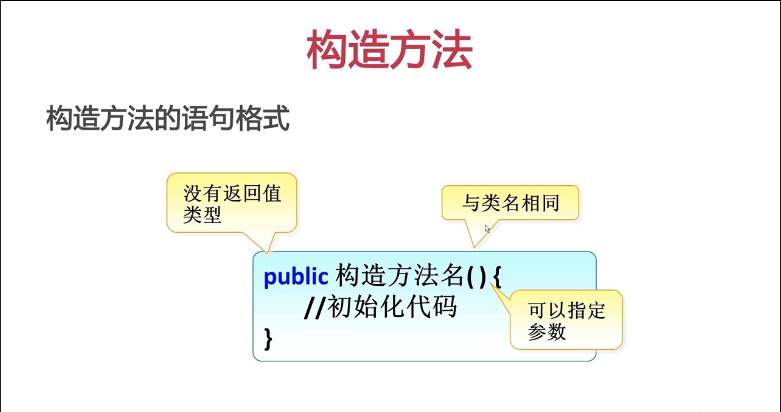 构造方法
构造方法的语句格式
没有返回值
类型
与类名相同
public 构造方法名( ) {
//初始化代码
}
可以指定
参数